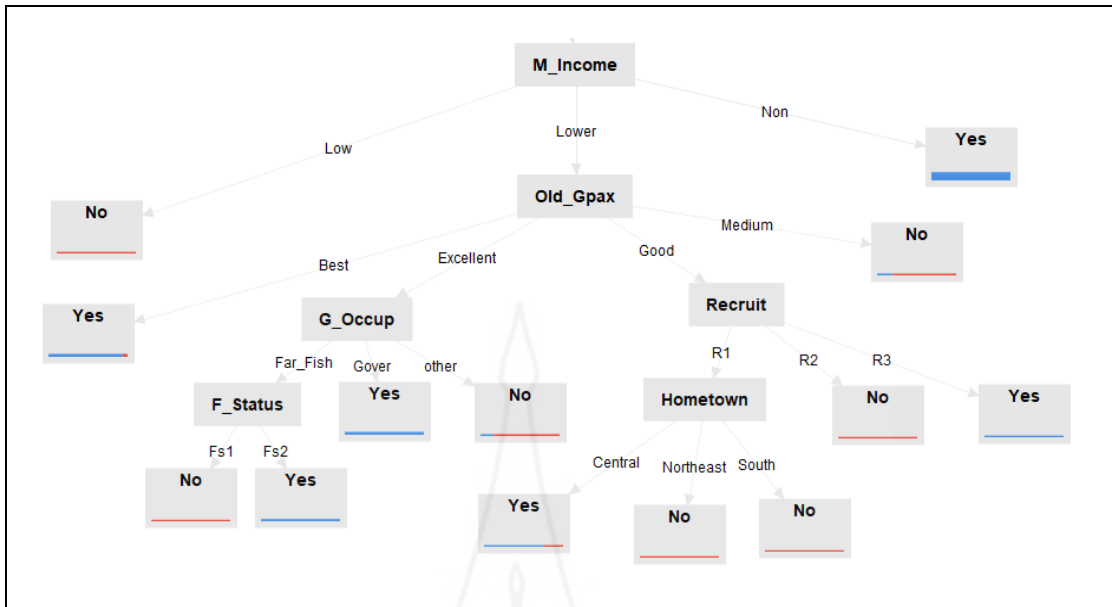 M_Income
Low
Lower
Non
Yes
No
Old_Gpax
Best
Excellent
Good
Medium
No
Yes
G_Occup
Recruit
Far_Fish
Gover
other
R1
R2
R3
F_Status
Yes
No
Hometown
No
Yes
Fs1
Fs2
Central
Northeast
South
No
Yes
Yes
No
No